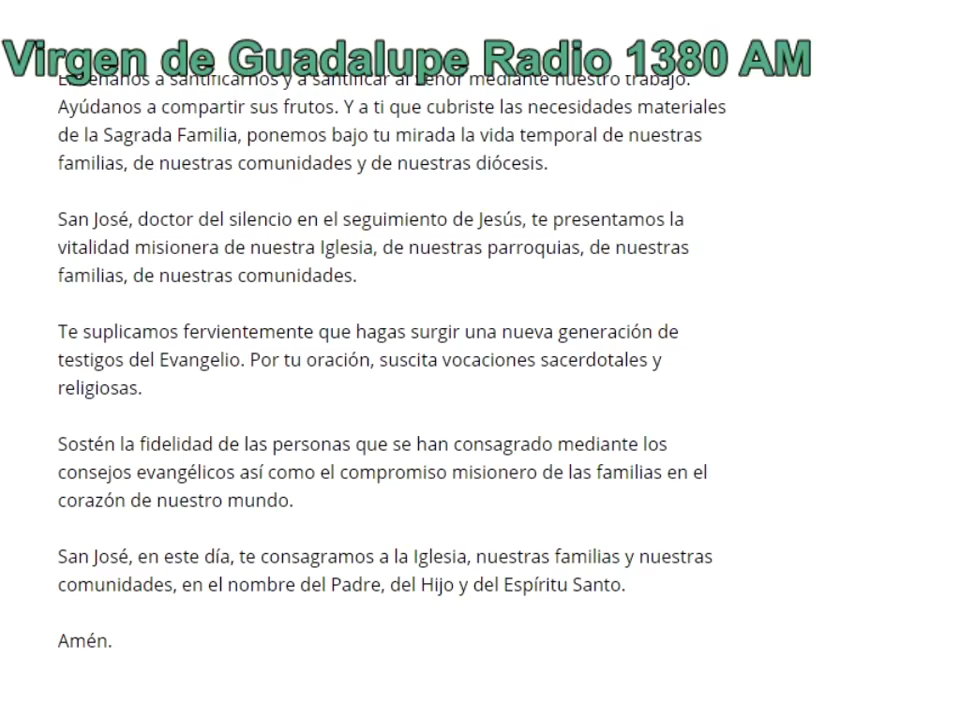 Virgen de Guadalupe Radio 1380 AM
Enséñanos a santificarnos y a santificar al Señor mediante nuestro trabajo.
Ayúdanos a compartir sus frutos. Y a ti que cubriste las necesidades materiales
de la Sagrada Familia, ponemos bajo tu mirada la vida temporal de nuestras
familias, de nuestras comunidades y de nuestras diócesis.
San José, doctor del silencio en el seguimiento de Jesús, te presentamos la
vitalidad misionera de nuestra Iglesia, de nuestras parroquias, de nuestras
familias, de nuestras comunidades.
Te suplicamos fervientemente que hagas surgir una nueva generación de
testigos del Evangelio. Por tu oración, suscita vocaciones sacerdotales y
religiosas.
Sostén la fidelidad de las personas que se han consagrado mediante los
consejos evangélicos así como el compromiso misionero de las familias en el
corazón de nuestro mundo.
San José, en este día, te consagramos a la Iglesia, nuestras familias y nuestras
comunidades, en el nombre del Padre, del Hijo y del Espíritu Santo.
Amén.